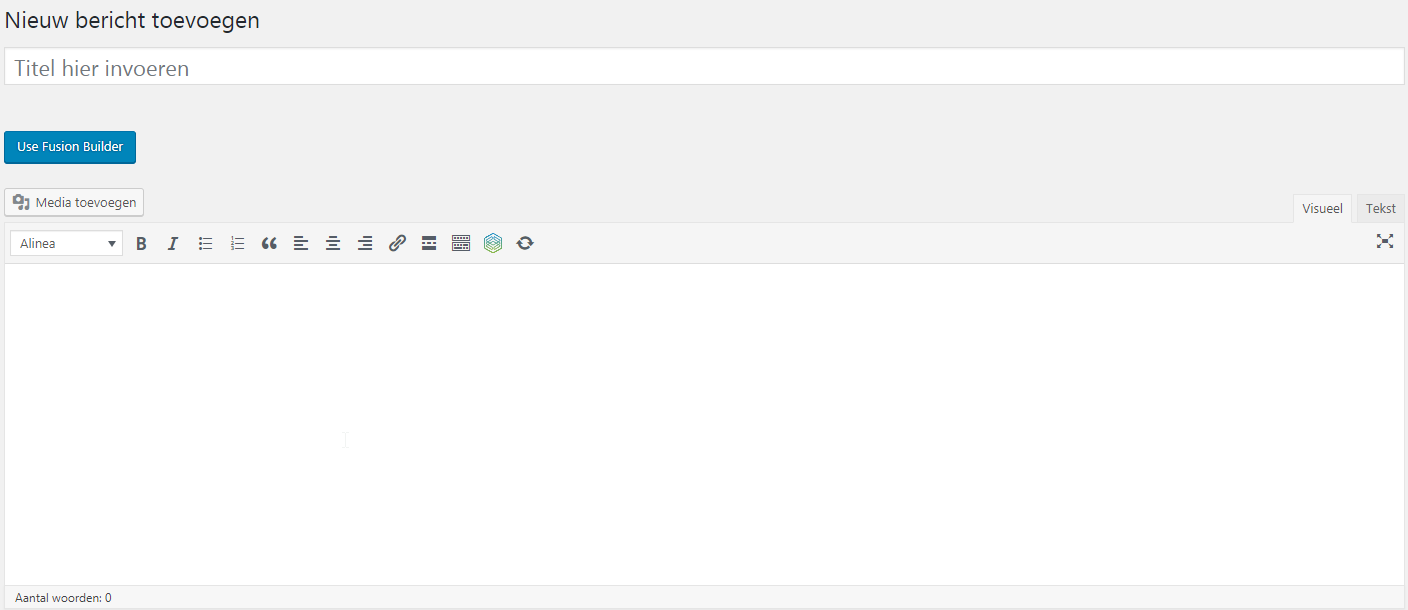 Nieuw bericht toevoegen
Titel hier invoeren
Use Fusion Builder
Media toevoegen
Visueel Tekst
Alinea
Aantal woorden: 0